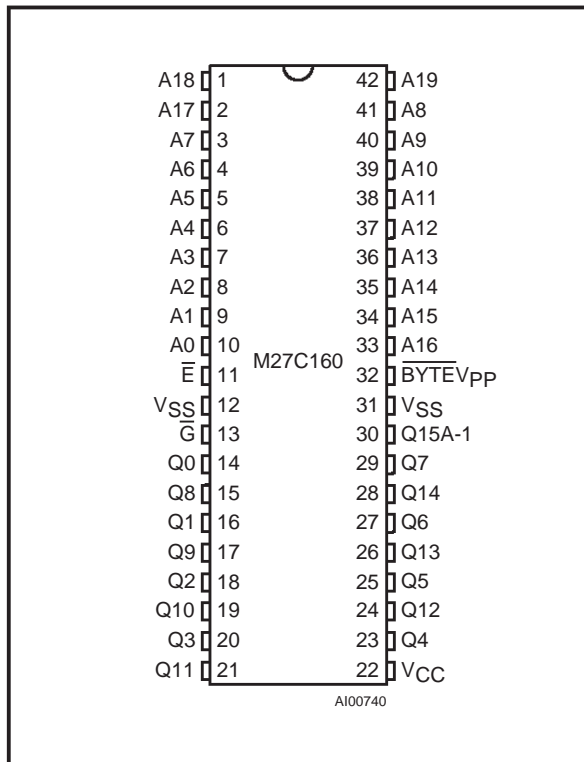 A18 1 42 A19
A17 2 41 A8
A7 3 40 A9
A6 4 39 A10
A5 5 38 A11
A4 6 37 A12
A3 7 36 A13
A2 8 35 A14
A1 9 34 A15
A0 10 33 A16
M27C160
E̅ 11 32 B̅Y̅T̅E̅VPP
VSS 12 31 VSS
G̅ 13 30 Q15A-1
Q0 14 29 Q7
Q8 15 28 Q14
Q1 16 27 Q6
Q9 17 26 Q13
Q2 18 25 Q5
Q10 19 24 Q12
Q3 20 23 Q4
Q11 21 22 VCC
AI00740